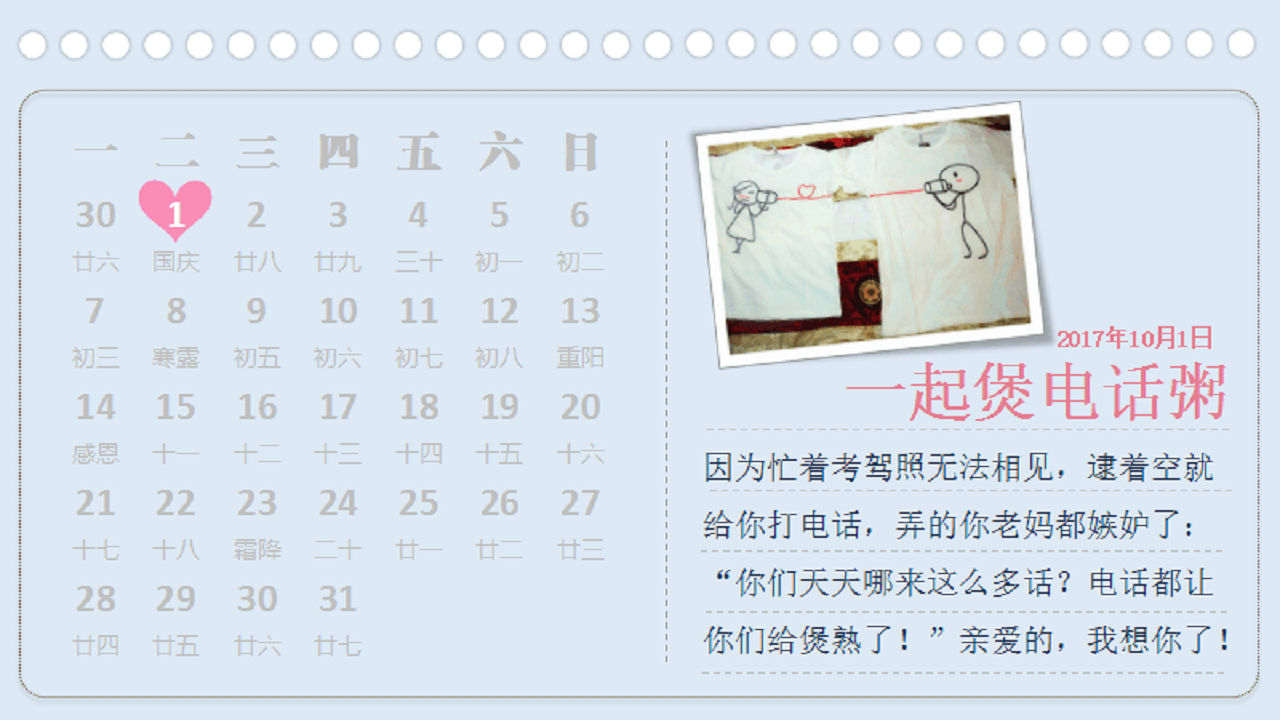 一 二 三 四 五 六 日
30 1 2 3 4 5 6
廿六 国庆 廿八 廿九 三十 初一 初二
7 8 9 10 11 12 13
初三 寒露 初五 初六 初七 初八 重阳
14 15 16 17 18 19 20
感恩 十一 十二 十三 十四 十五 十六
21 22 23 24 25 26 27
十七 十八 霜降 二十 廿一 廿二 廿三
28 29 30 31
廿四 廿五 廿六 廿七
2017年10月1日
一起煲电话粥
因为忙着考驾照无法相见，逮着空就
给你打电话，弄的你老妈都嫉妒了：
“你们天天哪来这么多话？电话都让
你们给煲熟了！”亲爱的，我想你了！